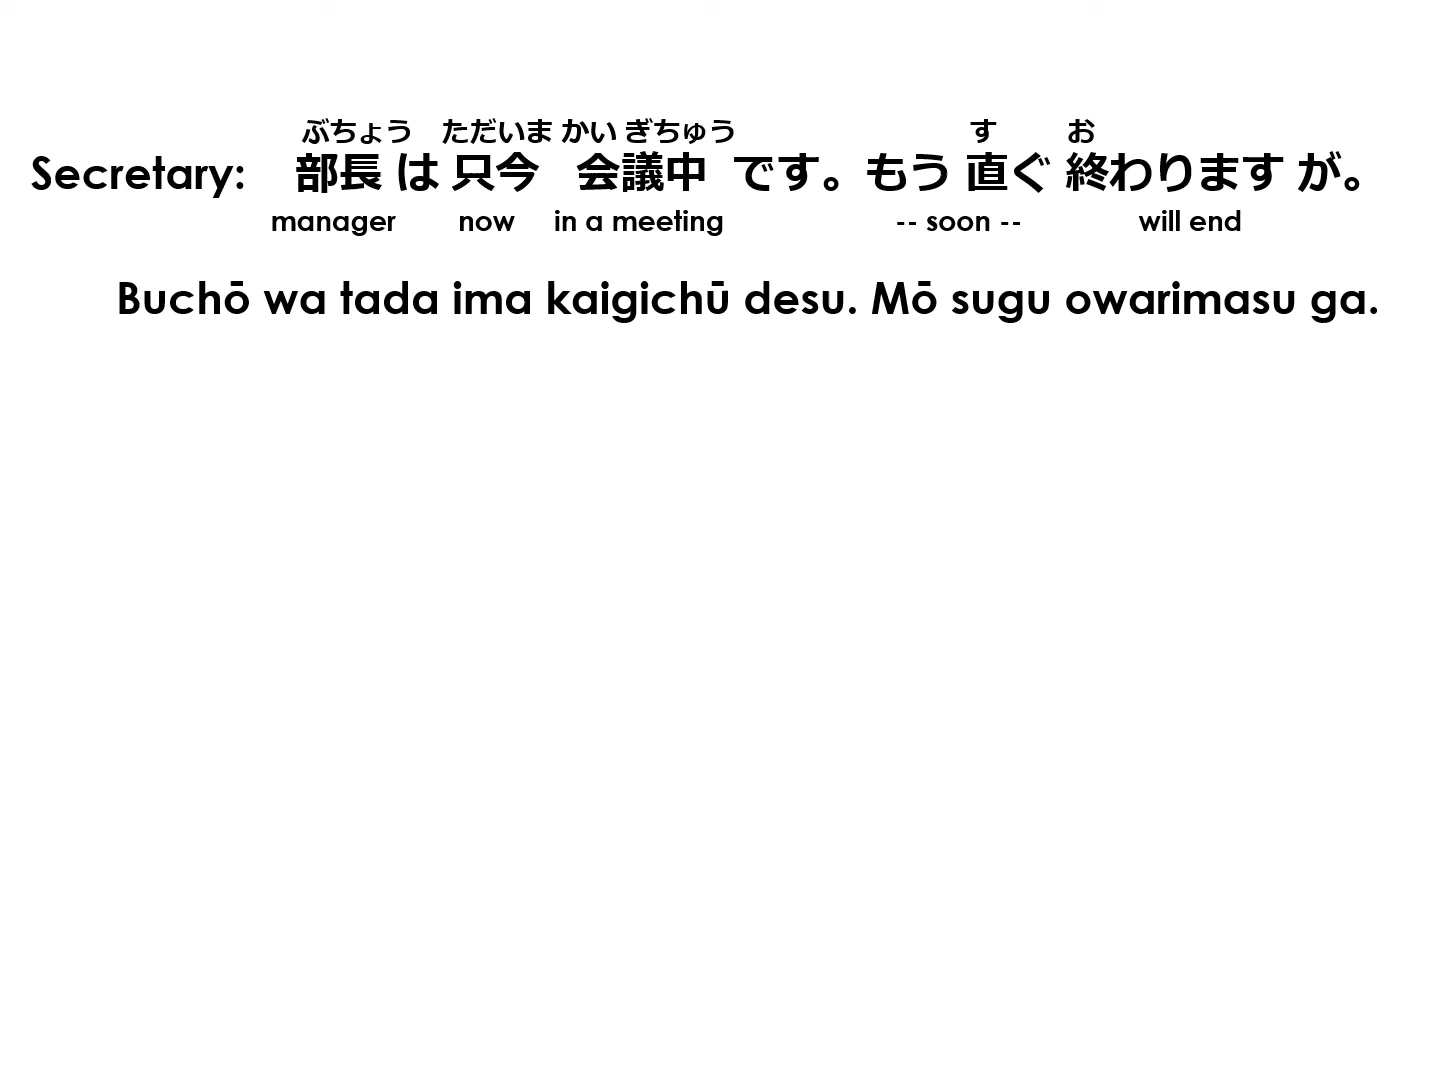 ぶちょう ただいま かい ぎちゅう す お
Secretary: 部長 は 只今 会議中 です。もう 直ぐ 終わります が。
manager now in a meeting -- soon -- will end
Buchō wa tada ima kaigichū desu. Mō sugu owarimasu ga.